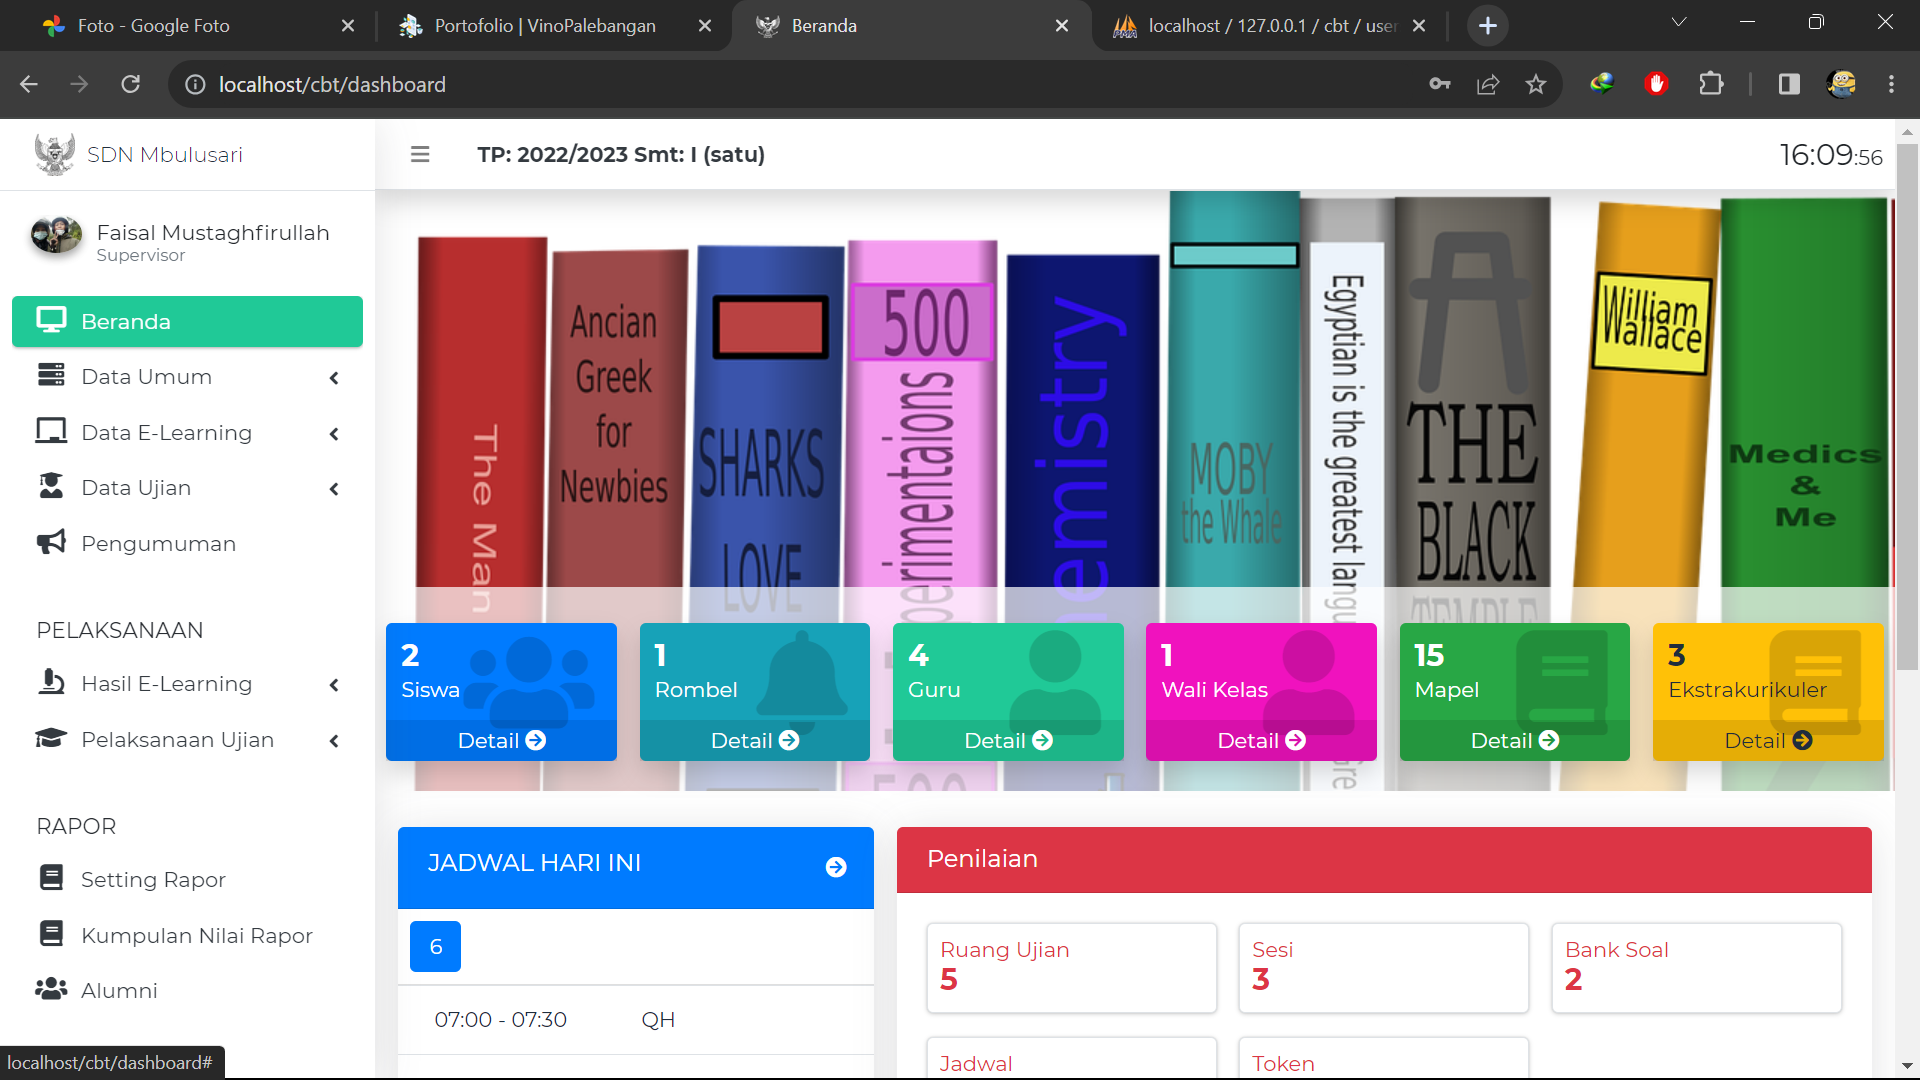 Foto - Google Foto
Portofolio | VinoPalebangan
Beranda
localhost / 127.0.0.1 / cbt / user
localhost/cbt/dashboard
SDN Mbulusari
TP: 2022/2023 Smt: I (satu)
16:09:56
Faisal Mustaghfirullah
Supervisor
Beranda
Data Umum
Data E-Learning
Data Ujian
Pengumuman
PELAKSANAAN
Hasil E-Learning
Pelaksanaan Ujian
RAPOR
Setting Rapor
Kumpulan Nilai Rapor
Alumni
localhost/cbt/dashboard#
The Man
Ancian
Greek
for
Newbies
SHARKS
LOVE
500
perimentaions
hemistry
MOBY
the Whale
Egyptian is the greatest langu
THE
BLACK
TEMPLE
William
Wallace
Medics
&
Me
2
Siswa
Detail
1
Rombel
Detail
4
Guru
Detail
1
Wali Kelas
Detail
15
Mapel
Detail
3
Ekstrakurikuler
Detail
JADWAL HARI INI
6
07:00 - 07:30 QH
Penilaian
Ruang Ujian
5
Sesi
3
Bank Soal
2
Jadwal
Token